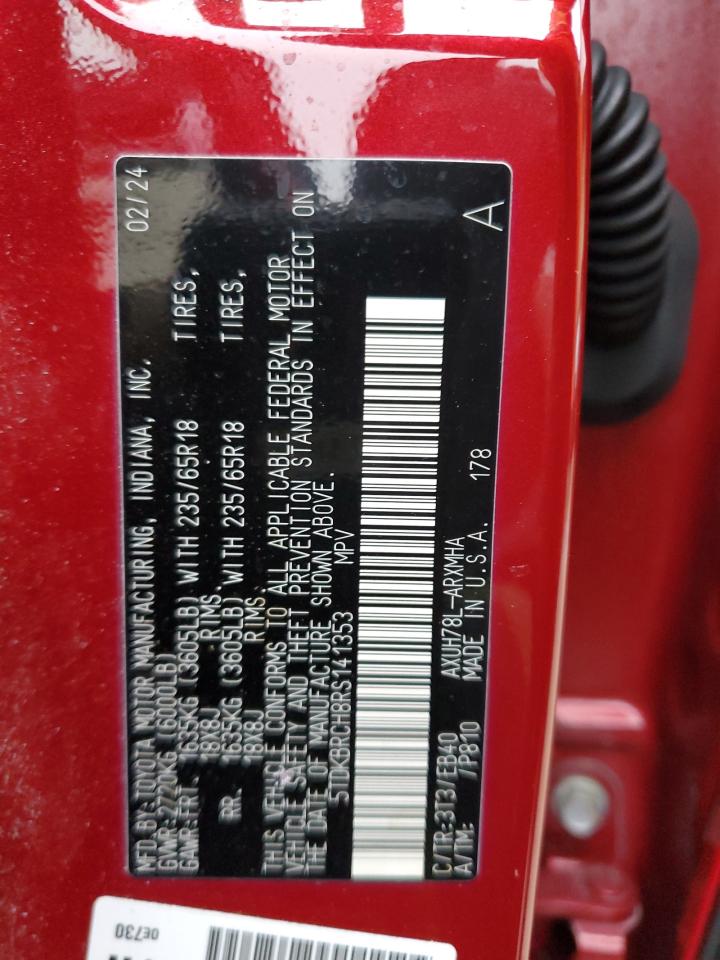 MFD. BY: TOYOTA MOTOR MANUFACTURING, INDIANA, INC. 02/24
GVWR: 2720KG (6000LB)
GAWR: FRT. 1635KG (3605LB) WITH 235/65R18 TIRES,
18X8J RIMS,
RR. 1635KG (3605LB) WITH 235/65R18 TIRES,
18X8J RIMS.
THIS VEHICLE CONFORMS TO ALL APPLICABLE FEDERAL MOTOR
VEHICLE SAFETY AND THEFT PREVENTION STANDARDS IN EFFECT ON
THE DATE OF MANUFACTURE SHOWN ABOVE.
5TDKBRCH8RS141353 MPV
C/TR:3T3/EB40 AXUH78L-ARXMHA
A/TM: /P810 MADE IN U.S.A. 178 A
0E730